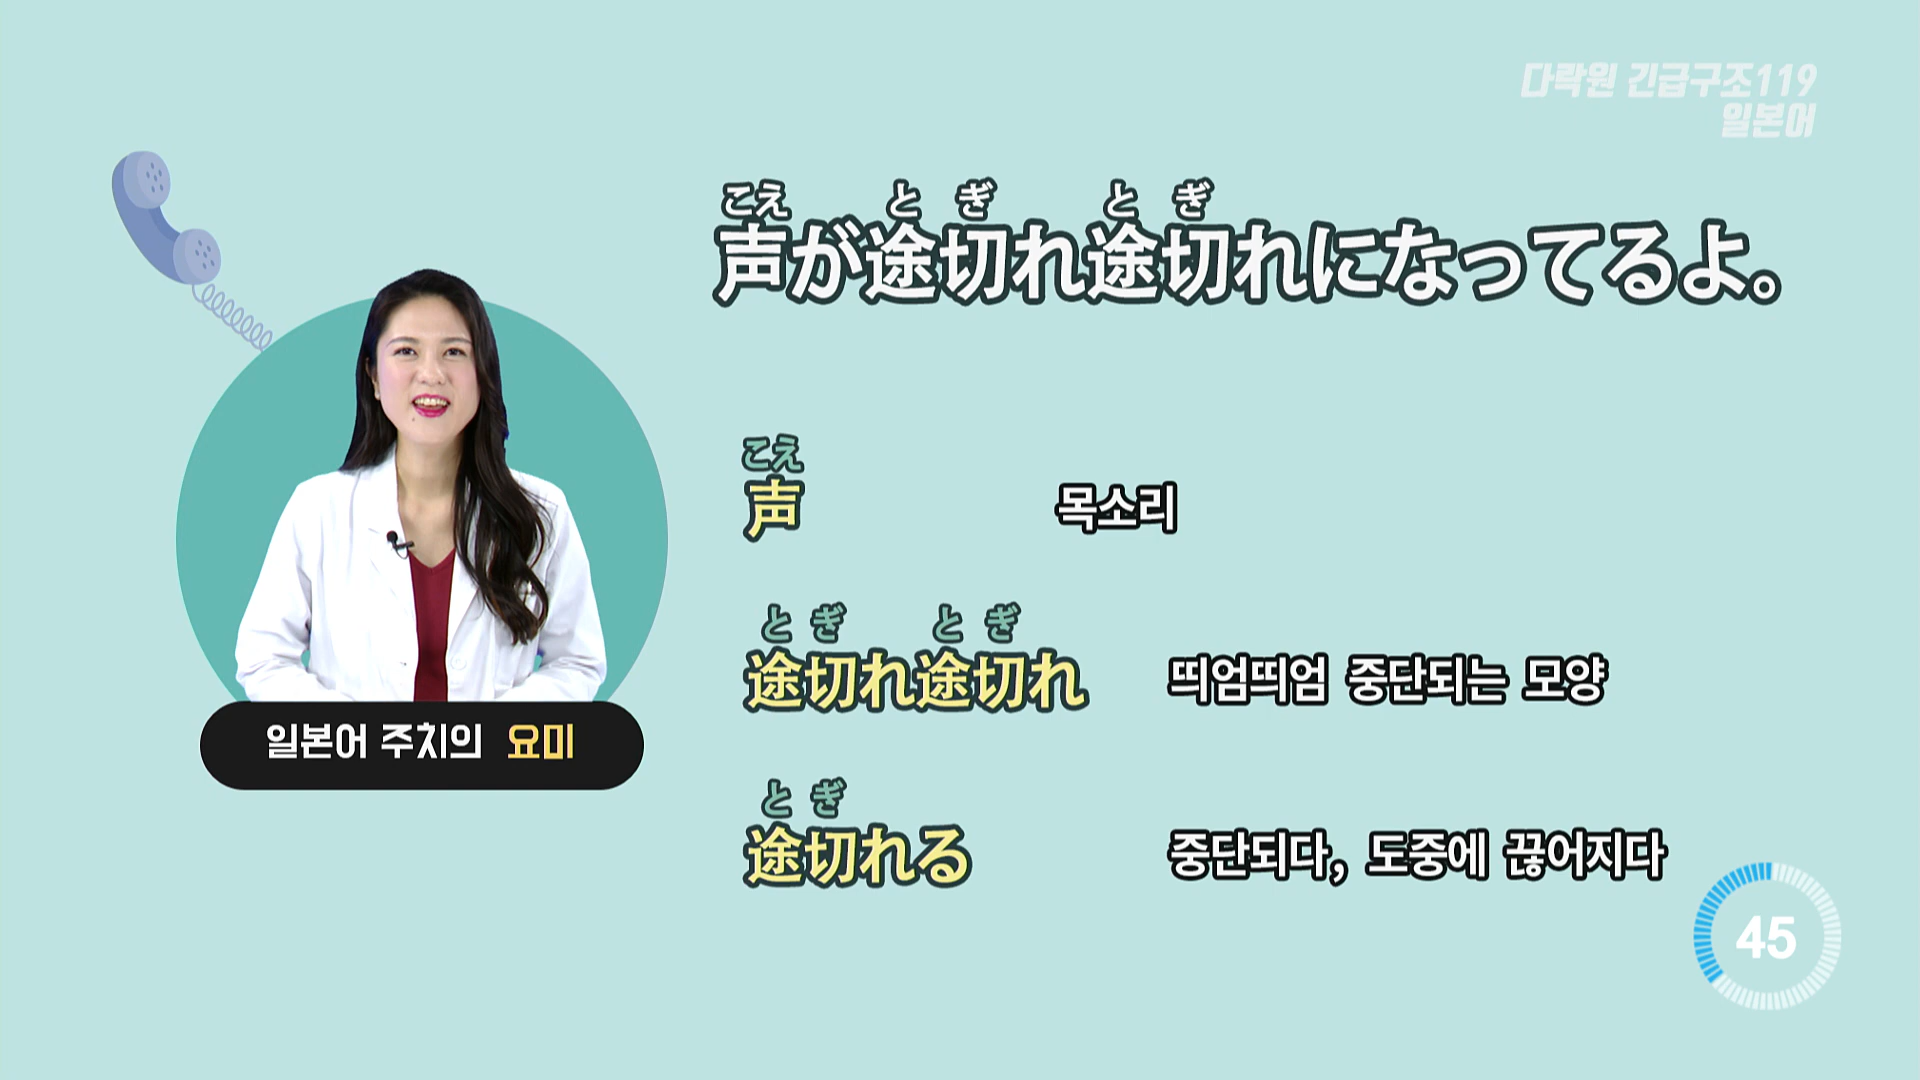 다락원 긴급구조119
일본어
こえ と ぎ と ぎ
声が途切れ途切れになってるよ。
こえ
声 목소리
と ぎ と ぎ
途切れ途切れ 띄엄띄엄 중단되는 모양
と ぎ
途切れる 중단되다, 도중에 끊어지다
일본어 주치의 요미
45